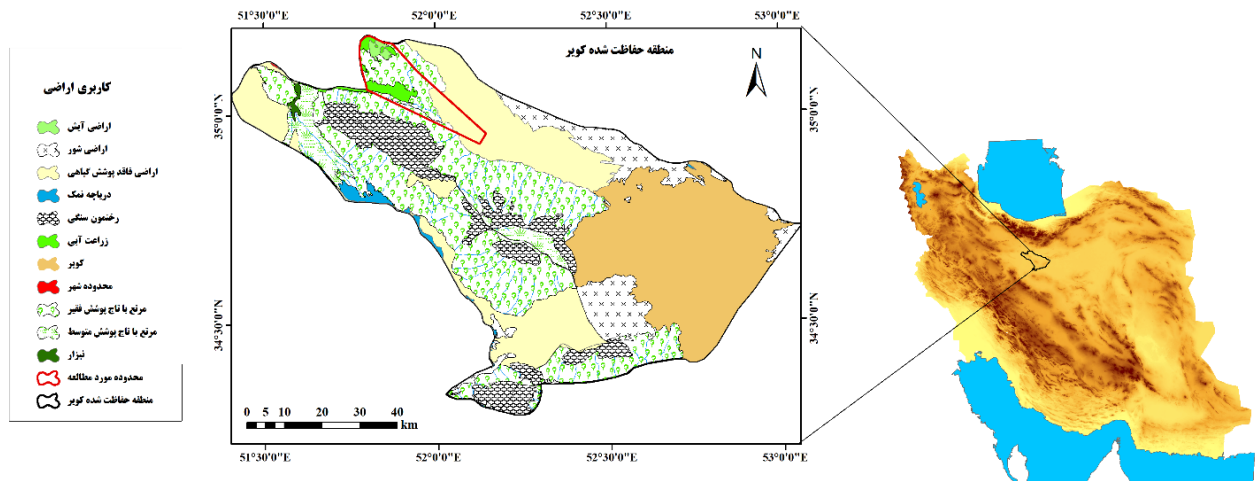 کاربری اراضی
اراضی آیش
اراضی شور
اراضی فاقد پوشش گیاهی
دریاچه نمک
رخنمون سنگی
زراعت آبی
کویر
محدوده شهر
مرتع با تاج پوشش فقیر
مرتع با تاج پوشش متوسط
نیزار
محدوده مورد مطالعه
منطقه حفاظت شده کویر
51°30'0"E 52°0'0"E 52°30'0"E 53°0'0"E
منطقه حفاظت شده کویر
N
35°0'0"N
35°0'0"N
34°30'0"N
34°30'0"N
0 5 10 20 30 40
km
51°30'0"E 52°0'0"E 52°30'0"E 53°0'0"E